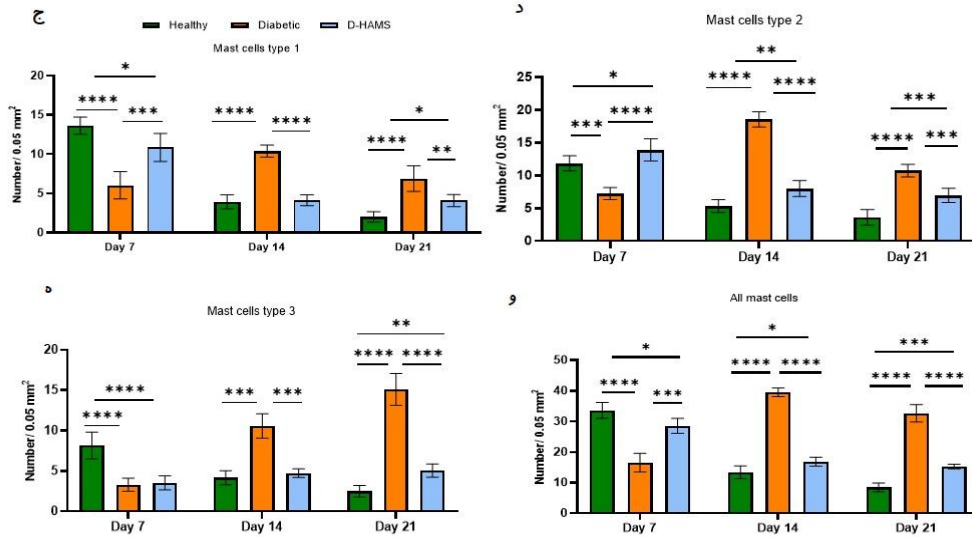 ج
Healthy Diabetic D-HAMS
Mast cells type 1
Number/ 0.05 mm²
20
15
10
5
0
* **** *** **** **** * **** **
Day 7 Day 14 Day 21
د
Mast cells type 2
Number/ 0.05 mm²
25
20
15
10
5
0
* *** **** ** **** **** *** **** ***
Day 7 Day 14 Day 21
ه
Mast cells type 3
Number/ 0.05 mm²
20
15
10
5
0
**** **** *** *** ** **** ****
Day 7 Day 14 Day 21
و
All mast cells
Number/ 0.05 mm²
50
40
30
20
10
0
* **** *** * **** **** *** **** ****
Day 7 Day 14 Day 21